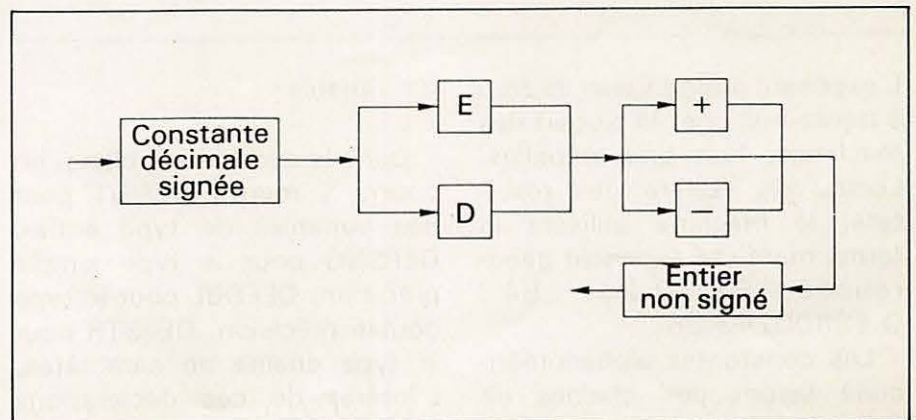 Constante
décimale
signée
E
D
+
Entier
non signé